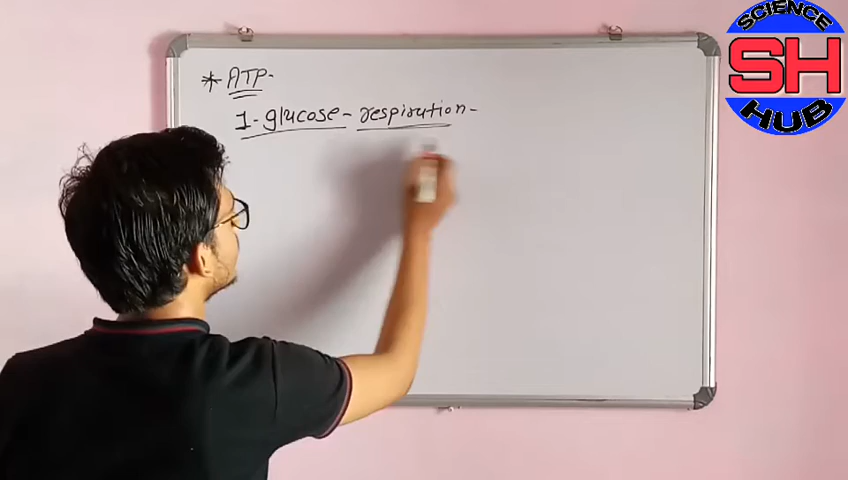 * ATP-
1- glucose - respiration -
SCIENCE
SH
HUB